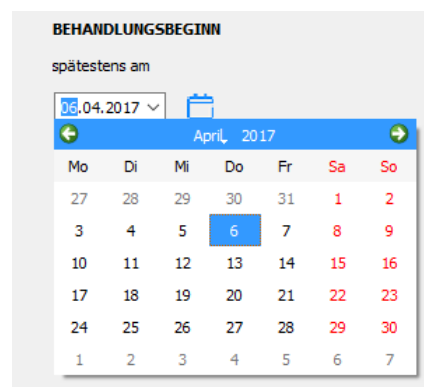 BEHANDLUNGSBEGINN
spätestens am
06.04.2017
April, 2017
Mo Di Mi Do Fr Sa So
27 28 29 30 31 1 2
3 4 5 6 7 8 9
10 11 12 13 14 15 16
17 18 19 20 21 22 23
24 25 26 27 28 29 30
1 2 3 4 5 6 7